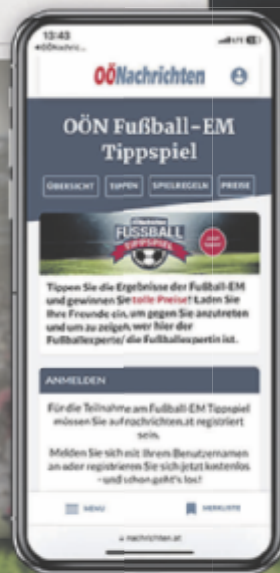 13:43
OÖNachrichten
OÖN Fußball-EM
Tippspiel
ÜBERSICHT TIPPEN SPIELREGELN PREISE
OÖNachrichten
FUSSBALL
TIPPSPIEL
Tippen Sie die Ergebnisse der Fußball-EM
und gewinnen Sie tolle Preise! Laden Sie
Ihre Freunde ein, um gegen Sie anzutreten
und um zu zeigen, wer hier der
Fußballexperte/ die Fußballexpertin ist.
ANMELDEN
Für die Teilnahme am Fußball-EM Tippspiel
müssen Sie auf nachrichten.at registriert
sein.
Melden Sie sich mit Ihrem Benutzernamen
an oder registrieren Sie sich jetzt kostenlos
- und schon geht's los!
MENU MERKLISTE
nachrichten.at